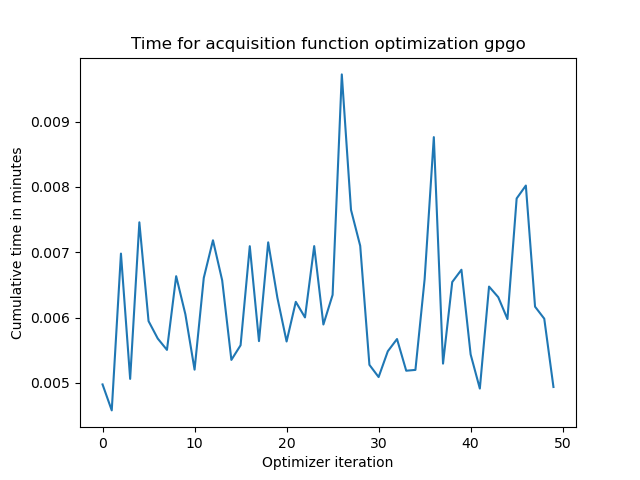 Time for acquisition function optimization gpgo
Cumulative time in minutes
0.009
0.008
0.007
0.006
0.005
0 10 20 30 40 50
Optimizer iteration